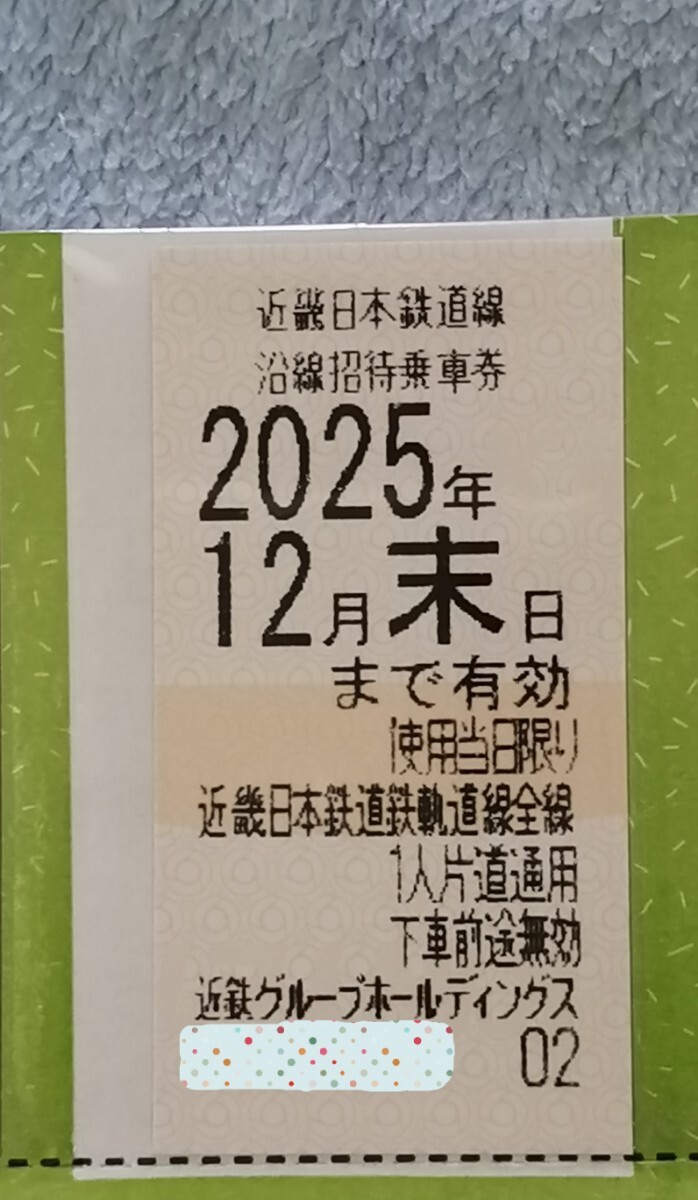 近畿日本鉄道線
沿線招待乗車券
2025年
12月末日
まで有効
使用当日限り
近畿日本鉄道鉄軌道線全線
1人片道通用
下車前途無効
近鉄グループホールディングス
02